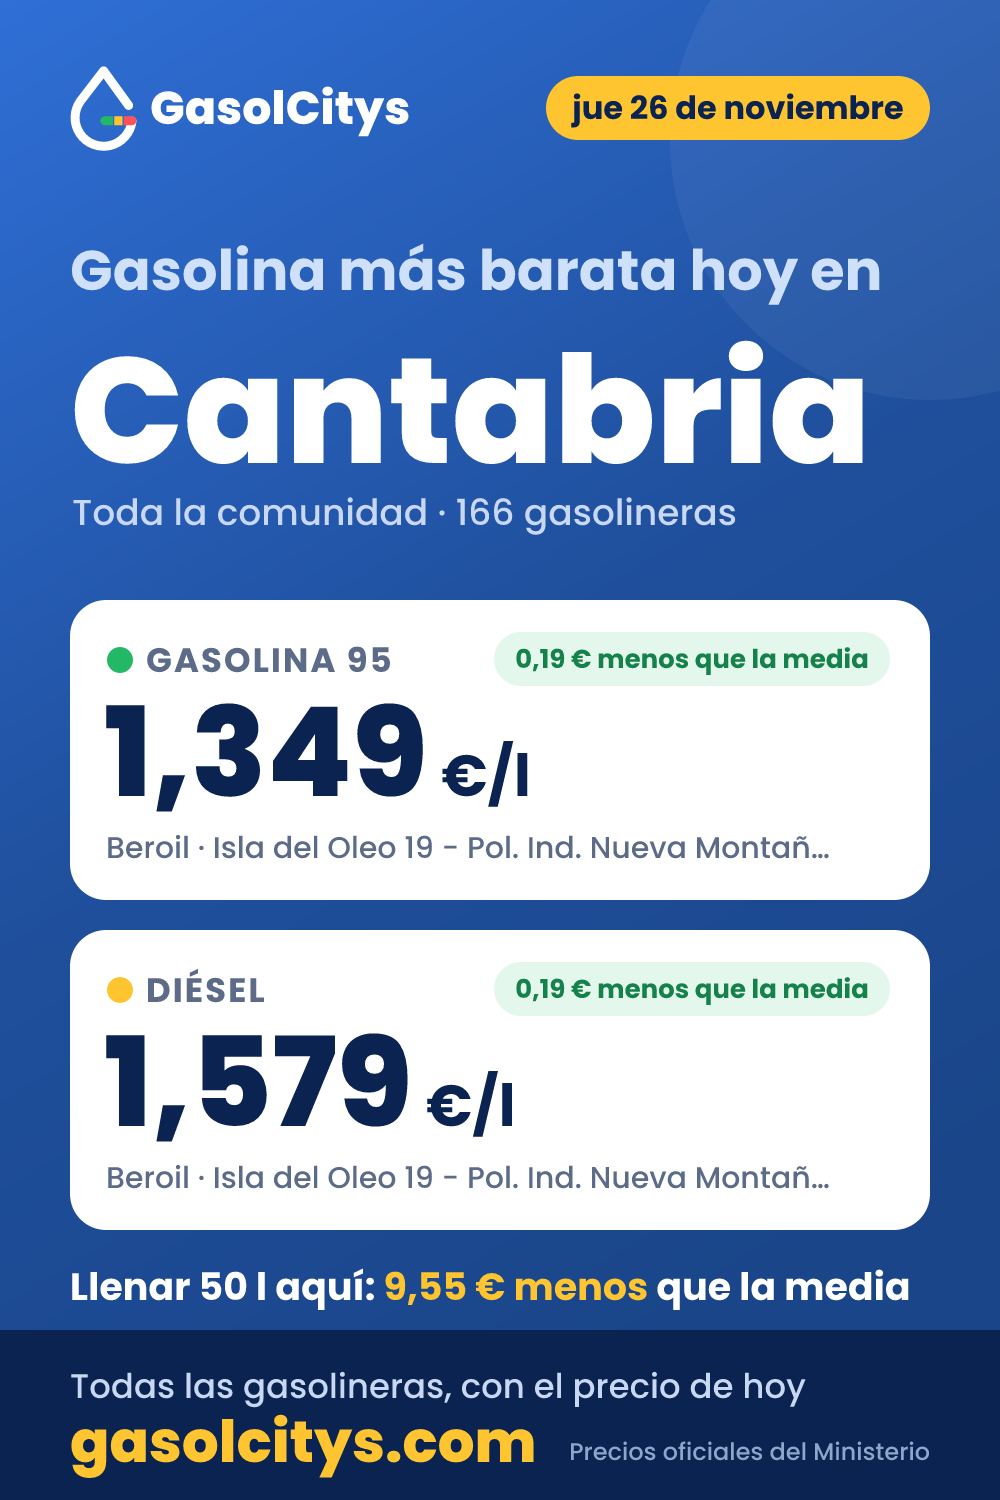 GasolCitys
jue 26 de noviembre
Gasolina más barata hoy en
Cantabria
Toda la comunidad · 166 gasolineras
GASOLINA 95
0,19 € menos que la media
1,349 €/l
Beroil · Isla del Oleo 19 - Pol. Ind. Nueva Montañ...
DIÉSEL
0,19 € menos que la media
1,579 €/l
Beroil · Isla del Oleo 19 - Pol. Ind. Nueva Montañ...
Llenar 50 l aquí: 9,55 € menos que la media
Todas las gasolineras, con el precio de hoy
gasolcitys.com
Precios oficiales del Ministerio